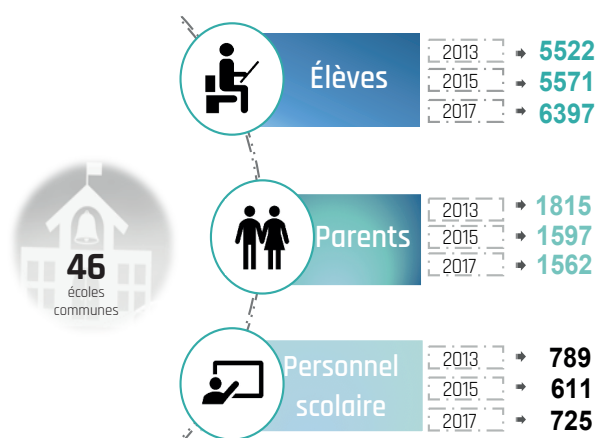 Élèves
2013 5522
2015 5571
2017 6397
46
écoles
communes
Parents
2013 1815
2015 1597
2017 1562
Personnel
scolaire
2013 789
2015 611
2017 725